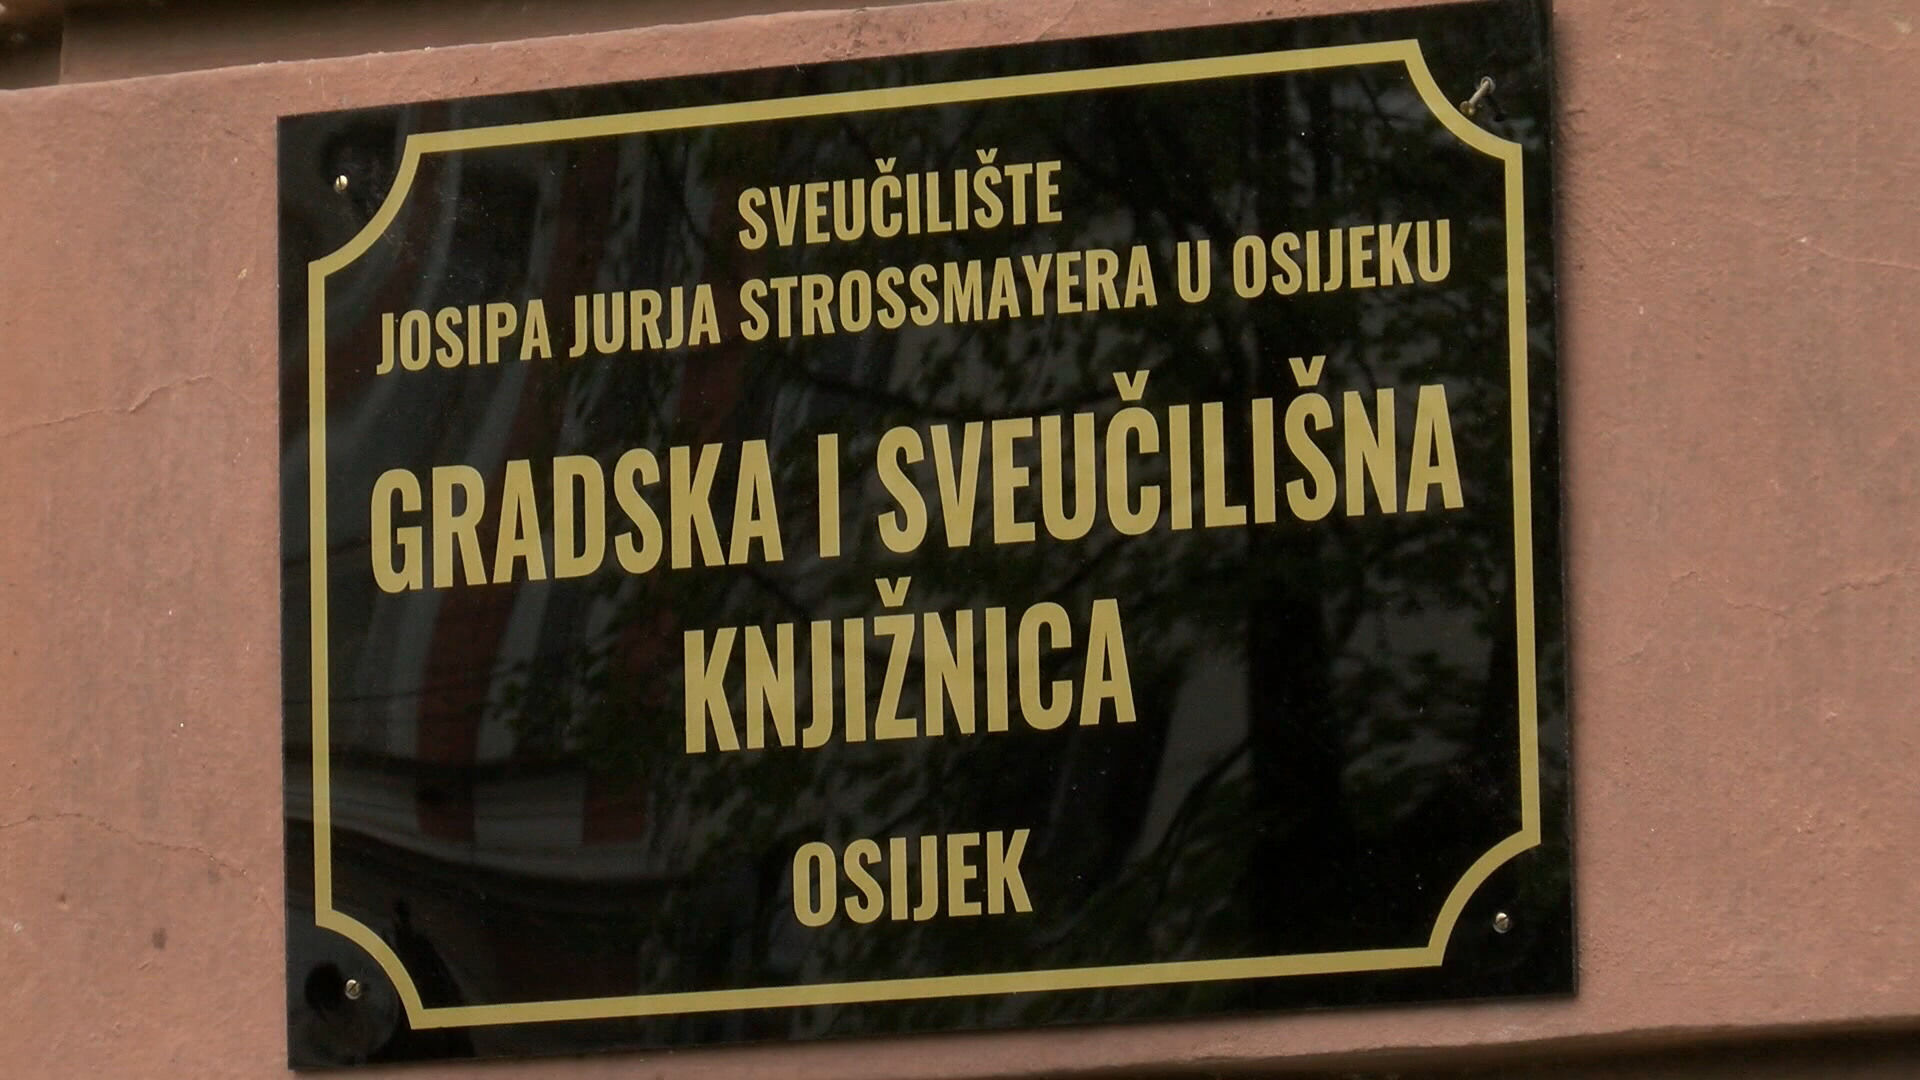 SVEUČILIŠTE
JOSIPA JURJA STROSSMAYERA U OSIJEKU
GRADSKA I SVEUČILIŠNA
KNJIŽNICA
OSIJEK